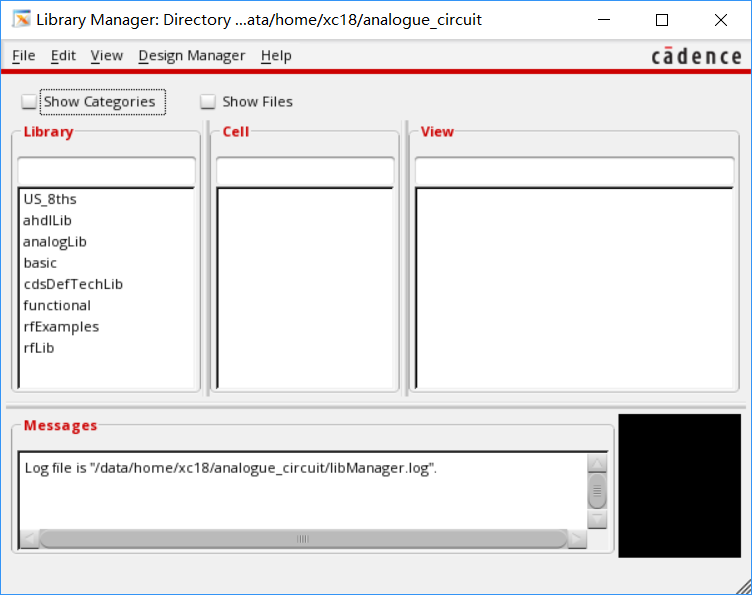 Library Manager: Directory ...ata/home/xc18/analogue_circuit
File Edit View Design Manager Help
cādence
Show Categories Show Files
Library Cell View
US_8ths
ahdlLib
analogLib
basic
cdsDefTechLib
functional
rfExamples
rfLib
Messages
Log file is "/data/home/xc18/analogue_circuit/libManager.log".